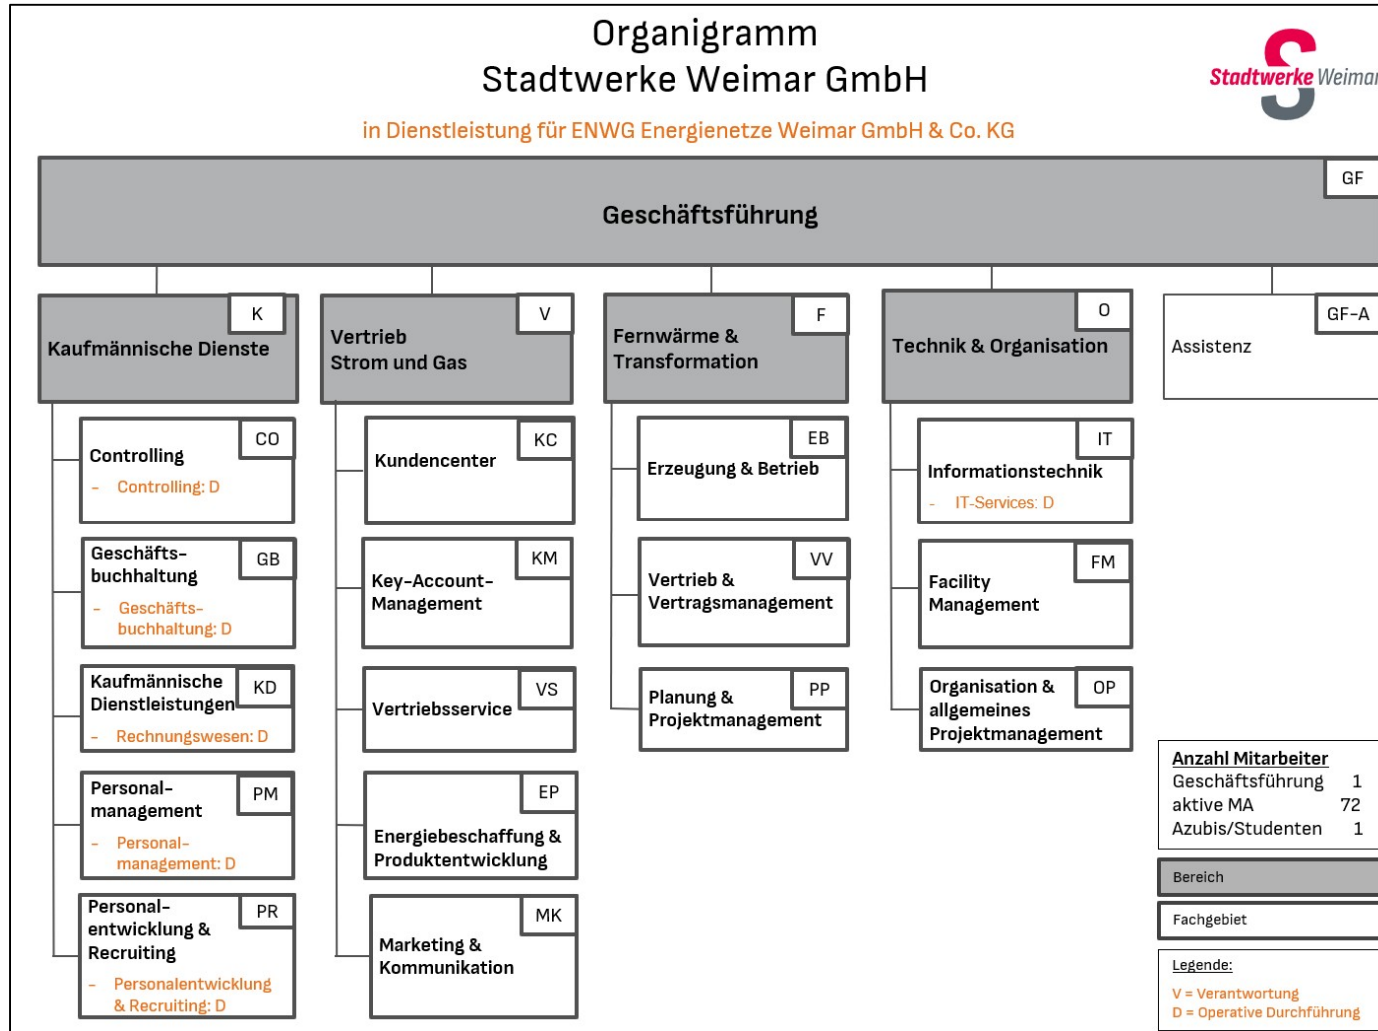 Organigramm
Stadtwerke Weimar GmbH
Stadtwerke Weimar
in Dienstleistung für ENWG Energienetze Weimar GmbH & Co. KG
GF
Geschäftsführung
K
Kaufmännische Dienste
V
Vertrieb
Strom und Gas
F
Fernwärme &
Transformation
O
Technik & Organisation
GF-A
Assistenz
CO
Controlling
- Controlling: D
GB
Geschäfts-
buchhaltung
- Geschäfts-
buchhaltung: D
KD
Kaufmännische
Dienstleistungen
- Rechnungswesen: D
PM
Personal-
management
- Personal-
management: D
PR
Personal-
entwicklung &
Recruiting
- Personalentwicklung
& Recruiting: D
KC
Kundencenter
KM
Key-Account-
Management
VS
Vertriebsservice
EP
Energiebeschaffung &
Produktentwicklung
MK
Marketing &
Kommunikation
EB
Erzeugung & Betrieb
VV
Vertrieb &
Vertragsmanagement
PP
Planung &
Projektmanagement
IT
Informationstechnik
- IT-Services: D
FM
Facility
Management
OP
Organisation &
allgemeines
Projektmanagement
Anzahl Mitarbeiter
Geschäftsführung 1
aktive MA 72
Azubis/Studenten 1
Bereich
Fachgebiet
Legende:
V = Verantwortung
D = Operative Durchführung